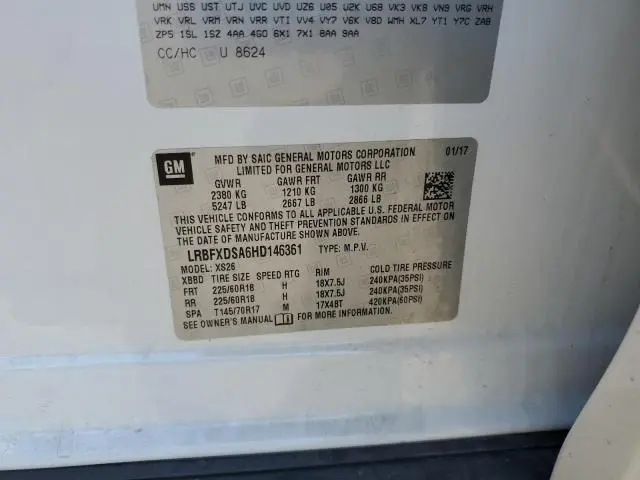 UMN USS UST UTJ UVC UVD UZ6 U05 U2K U68 VK3 VK8 VN9 VRG VRH
VRK VRL VRM VRN VRR VTI VV4 VY7 V6K V8D WMH XL7 YT1 Y7C ZAB
ZP5 1SL 1SZ 4AA 4GO 6X1 7X1 8AA 9AA
CC/HC U 8624
GM
MFD BY SAIC GENERAL MOTORS CORPORATION 01/17
LIMITED FOR GENERAL MOTORS LLC
GVWR GAWR FRT GAWR RR
2380 KG 1210 KG 1300 KG
5247 LB 2667 LB 2866 LB
THIS VEHICLE CONFORMS TO ALL APPLICABLE U.S. FEDERAL MOTOR
VEHICLE SAFETY, BUMPER, AND THEFT PREVENTION STANDARDS IN EFFECT
ON THE DATE OF MANUFACTURE SHOWN ABOVE.
LRBFXDSA6HD146361 TYPE: M.P.V.
MODEL: XS26
XBBD TIRE SIZE SPEED RTG RIM COLD TIRE PRESSURE
FRT 225/60R18 H 18X7.5J 240KPA(35PSI)
RR 225/60R18 H 18X7.5J 240KPA(35PSI)
SPA T145/70R17 M 17X4BT 420KPA(60PSI)
SEE OWNER'S MANUAL FOR MORE INFORMATION